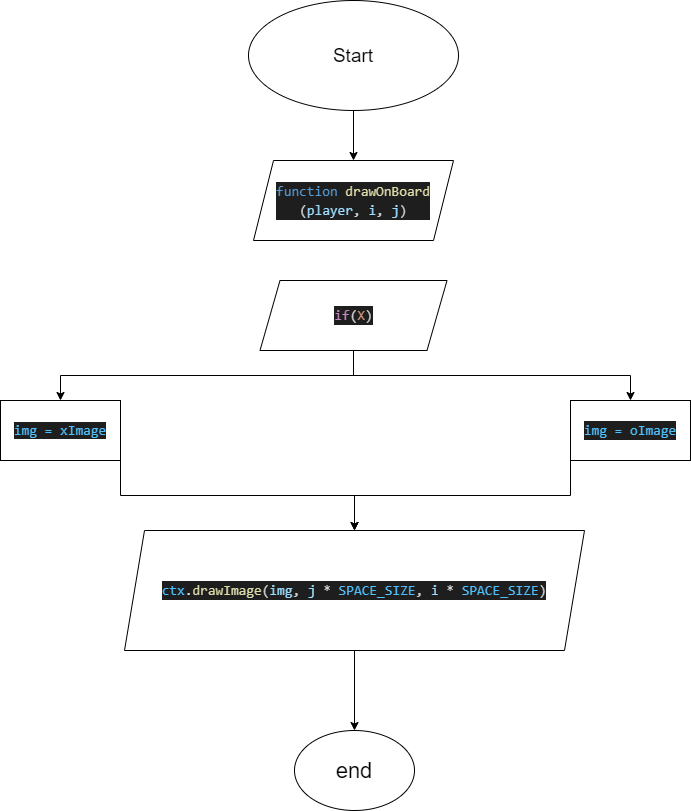 Start
function drawOnBoard
(player, i, j)
if(X)
img = xImage
img = oImage
ctx.drawImage(img, j * SPACE_SIZE, i * SPACE_SIZE)
end